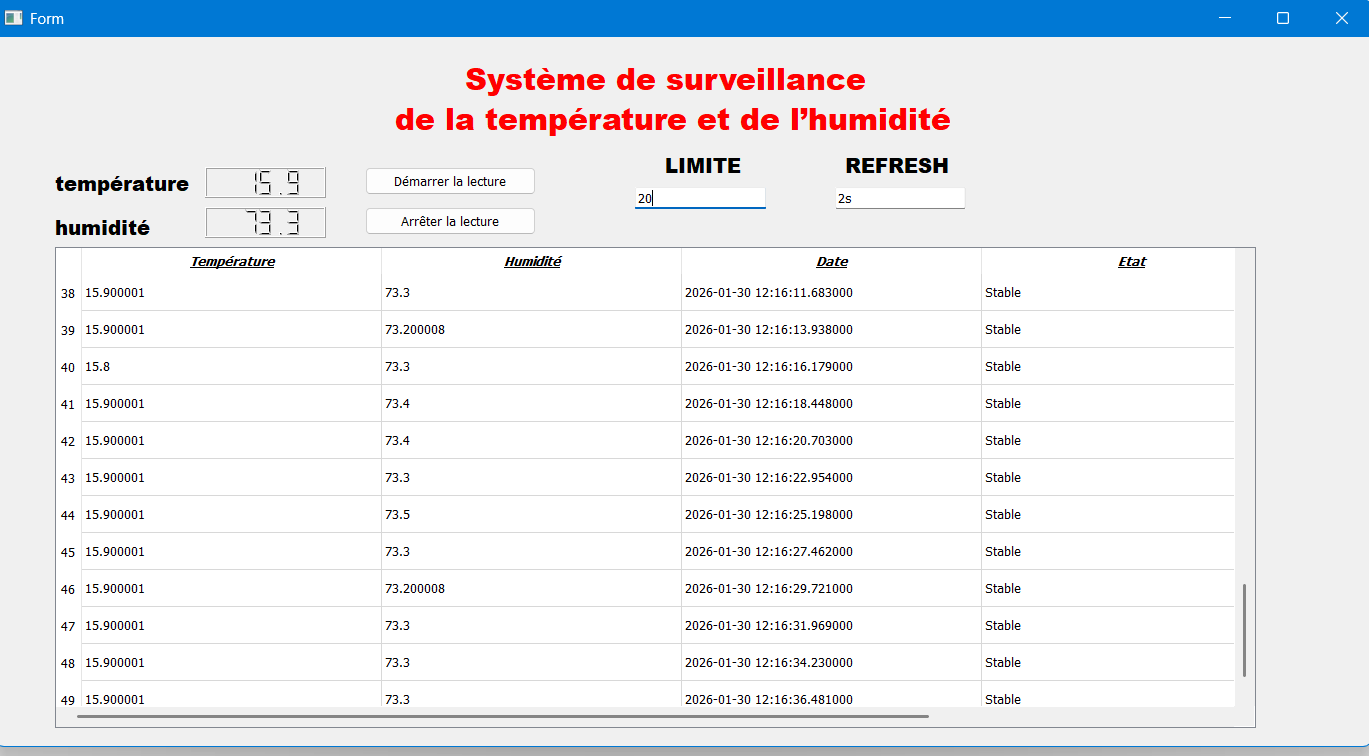 Form
Système de surveillance
de la température et de l’humidité
LIMITE REFRESH
température 15.9 Démarrer la lecture
20 2s
humidité 73.3 Arrêter la lecture
Température Humidité Date Etat
38 15.900001 73.3 2026-01-30 12:16:11.683000 Stable
39 15.900001 73.200008 2026-01-30 12:16:13.938000 Stable
40 15.8 73.3 2026-01-30 12:16:16.179000 Stable
41 15.900001 73.4 2026-01-30 12:16:18.448000 Stable
42 15.900001 73.4 2026-01-30 12:16:20.703000 Stable
43 15.900001 73.3 2026-01-30 12:16:22.954000 Stable
44 15.900001 73.5 2026-01-30 12:16:25.198000 Stable
45 15.900001 73.3 2026-01-30 12:16:27.462000 Stable
46 15.900001 73.200008 2026-01-30 12:16:29.721000 Stable
47 15.900001 73.3 2026-01-30 12:16:31.969000 Stable
48 15.900001 73.3 2026-01-30 12:16:34.230000 Stable
49 15.900001 73.3 2026-01-30 12:16:36.481000 Stable